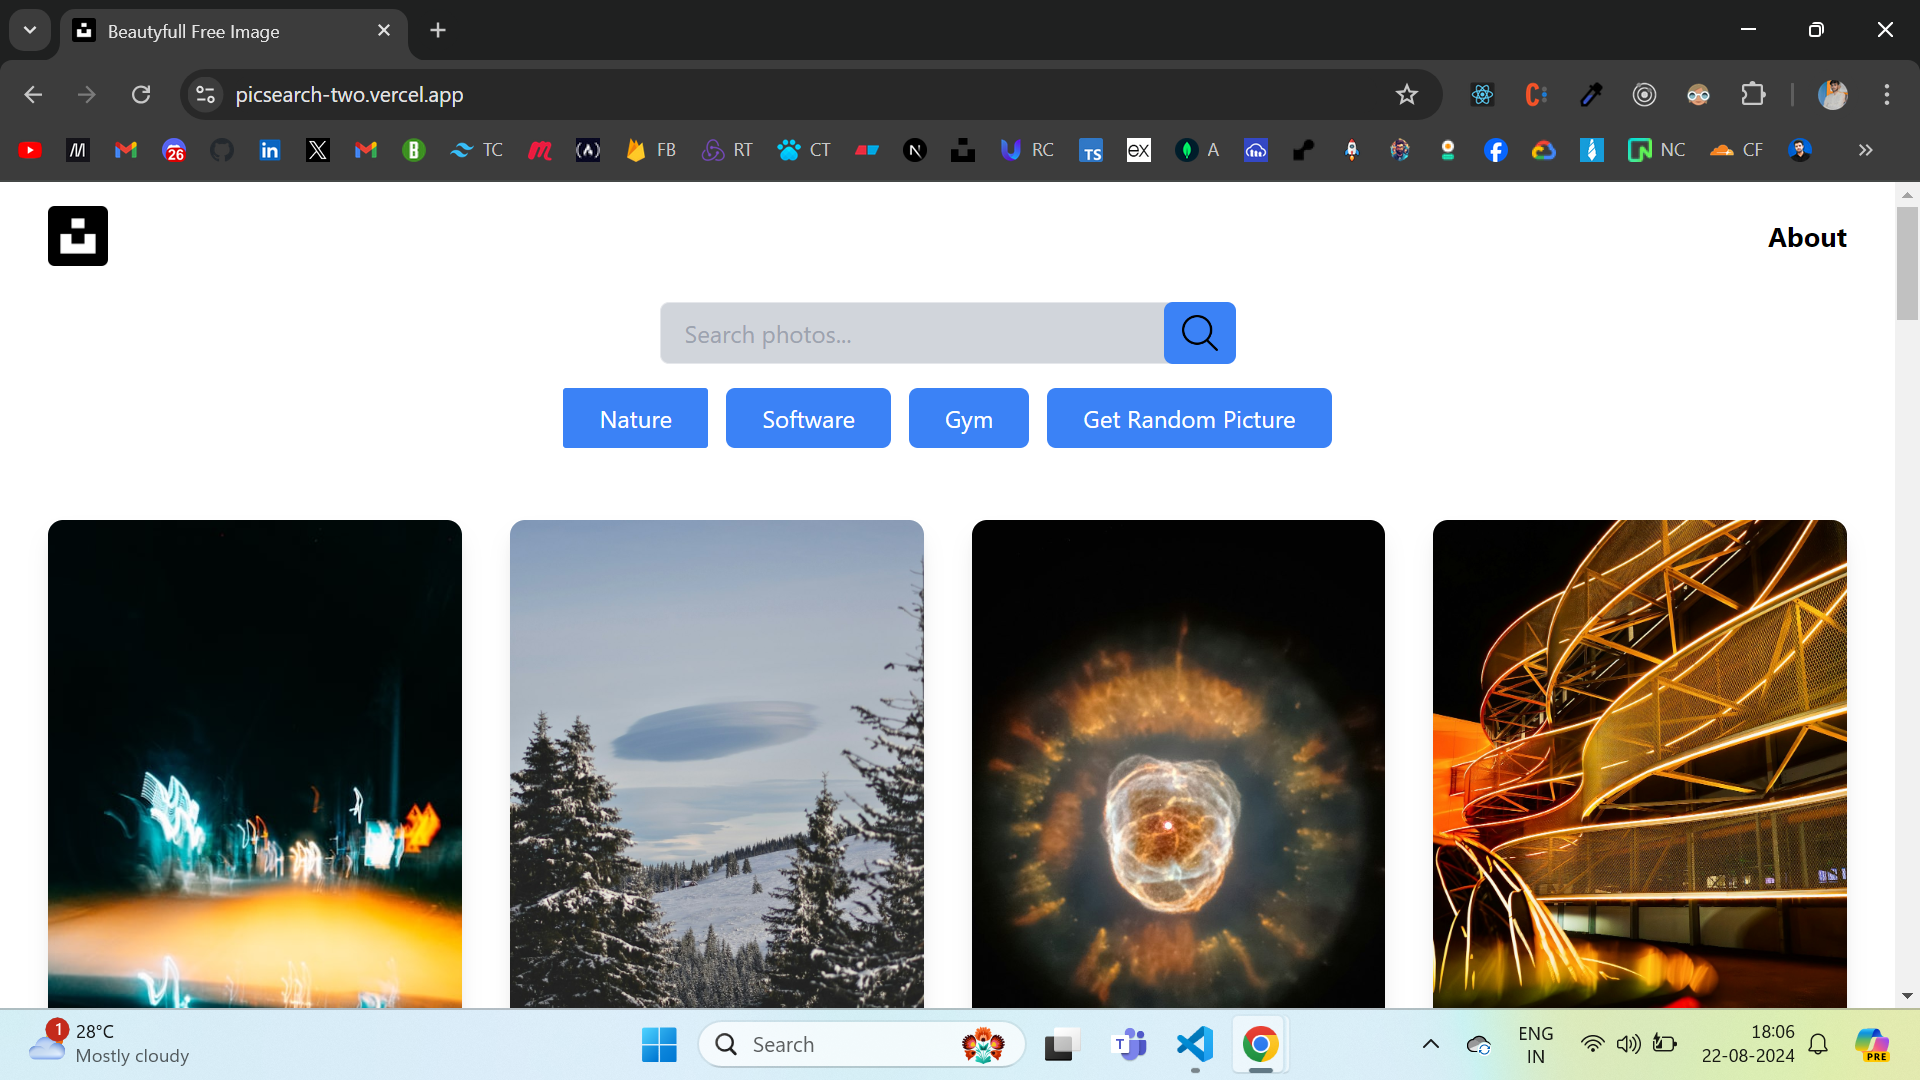 Beautyfull Free Image
picsearch-two.vercel.app
26
TC
FB
RT
CT
N
RC
TS
EX
A
NC
CF
About
Search photos...
Nature
Software
Gym
Get Random Picture
1
28°C
Mostly cloudy
Search
T
ENG
IN
18:06
22-08-2024
PRE